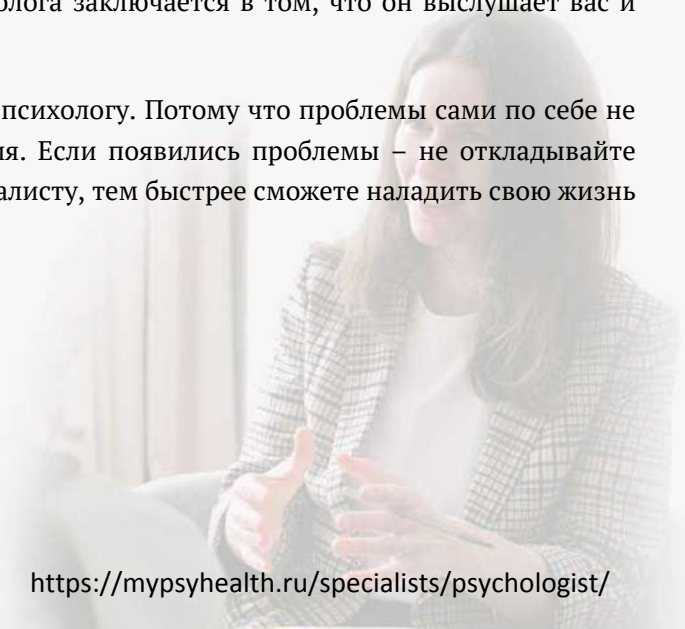 олога заключается в том, что он выслушает вас и
психологу. Потому что проблемы сами по себе не
ия. Если появились проблемы – не откладывайте
алисту, тем быстрее сможете наладить свою жизнь
https://mypsyhealth.ru/specialists/psychologist/